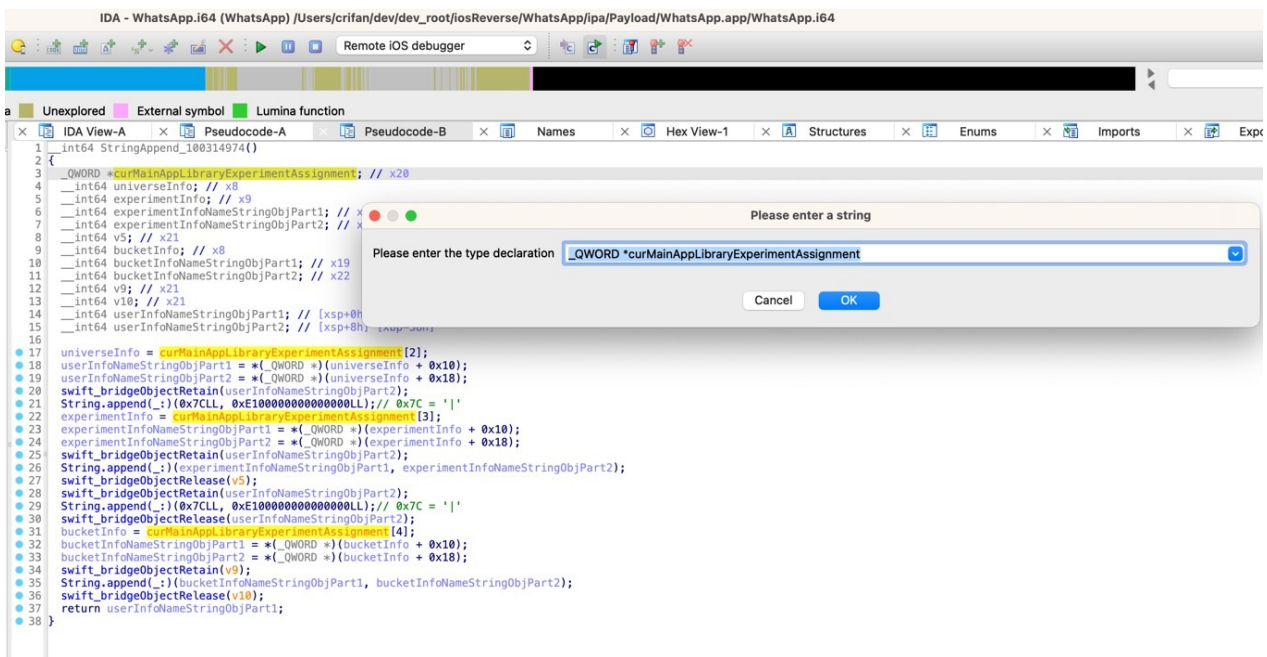 IDA - WhatsApp.i64 (WhatsApp) /Users/crifan/dev/dev_root/iosReverse/WhatsApp/ipa/Payload/WhatsApp.app/WhatsApp.i64
Remote iOS debugger
a Unexplored External symbol Lumina function
IDA View-A Pseudocode-A Pseudocode-B Names Hex View-1 Structures Enums Imports Expo
1 __int64 StringAppend_100314974()
2 {
3 _QWORD *curMainAppLibraryExperimentAssignment; // x20
4 __int64 universeInfo; // x8
5 __int64 experimentInfo; // x9
6 __int64 experimentInfoNameStringObjPart1; // x
7 __int64 experimentInfoNameStringObjPart2; // x
8 __int64 v5; // x21
9 __int64 bucketInfo; // x8
10 __int64 bucketInfoNameStringObjPart1; // x19
11 __int64 bucketInfoNameStringObjPart2; // x22
12 __int64 v9; // x21
13 __int64 v10; // x21
14 __int64 userInfoNameStringObjPart1; // [xsp+0h
15 __int64 userInfoNameStringObjPart2; // [xsp+8h] [xbp-38h]
16
17 universeInfo = curMainAppLibraryExperimentAssignment[2];
18 userInfoNameStringObjPart1 = *(_QWORD *)(universeInfo + 0x10);
19 userInfoNameStringObjPart2 = *(_QWORD *)(universeInfo + 0x18);
20 swift_bridgeObjectRetain(userInfoNameStringObjPart2);
21 String.append(_:)(0x7CLL, 0xE100000000000000LL);// 0x7C = '|'
22 experimentInfo = curMainAppLibraryExperimentAssignment[3];
23 experimentInfoNameStringObjPart1 = *(_QWORD *)(experimentInfo + 0x10);
24 experimentInfoNameStringObjPart2 = *(_QWORD *)(experimentInfo + 0x18);
25 swift_bridgeObjectRetain(userInfoNameStringObjPart2);
26 String.append(_:)(experimentInfoNameStringObjPart1, experimentInfoNameStringObjPart2);
27 swift_bridgeObjectRelease(v5);
28 swift_bridgeObjectRetain(userInfoNameStringObjPart2);
29 String.append(_:)(0x7CLL, 0xE100000000000000LL);// 0x7C = '|'
30 swift_bridgeObjectRelease(userInfoNameStringObjPart2);
31 bucketInfo = curMainAppLibraryExperimentAssignment[4];
32 bucketInfoNameStringObjPart1 = *(_QWORD *)(bucketInfo + 0x10);
33 bucketInfoNameStringObjPart2 = *(_QWORD *)(bucketInfo + 0x18);
34 swift_bridgeObjectRetain(v9);
35 String.append(_:)(bucketInfoNameStringObjPart1, bucketInfoNameStringObjPart2);
36 swift_bridgeObjectRelease(v10);
37 return userInfoNameStringObjPart1;
38 }
Please enter a string
Please enter the type declaration _QWORD *curMainAppLibraryExperimentAssignment
Cancel OK